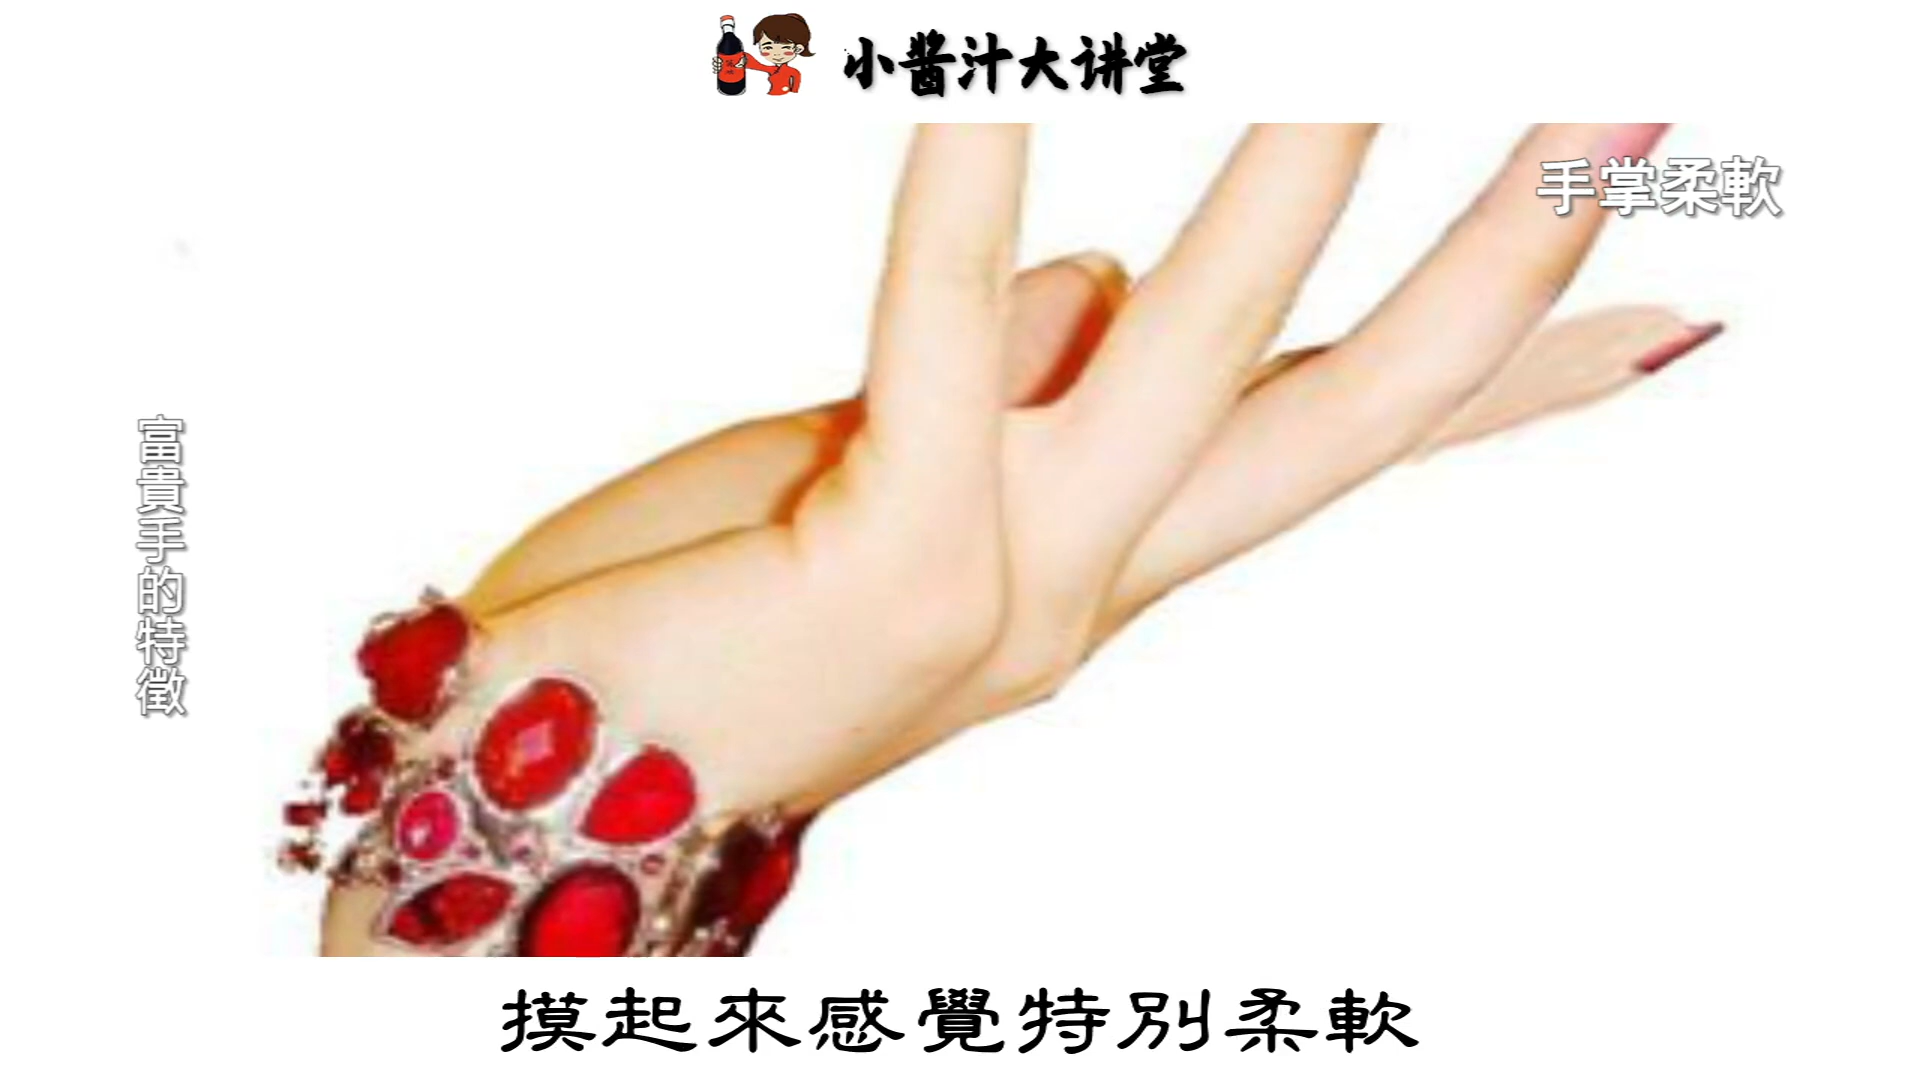 小酱汁大讲堂
手掌柔軟
富貴手的特徵
摸起來感覺特別柔軟